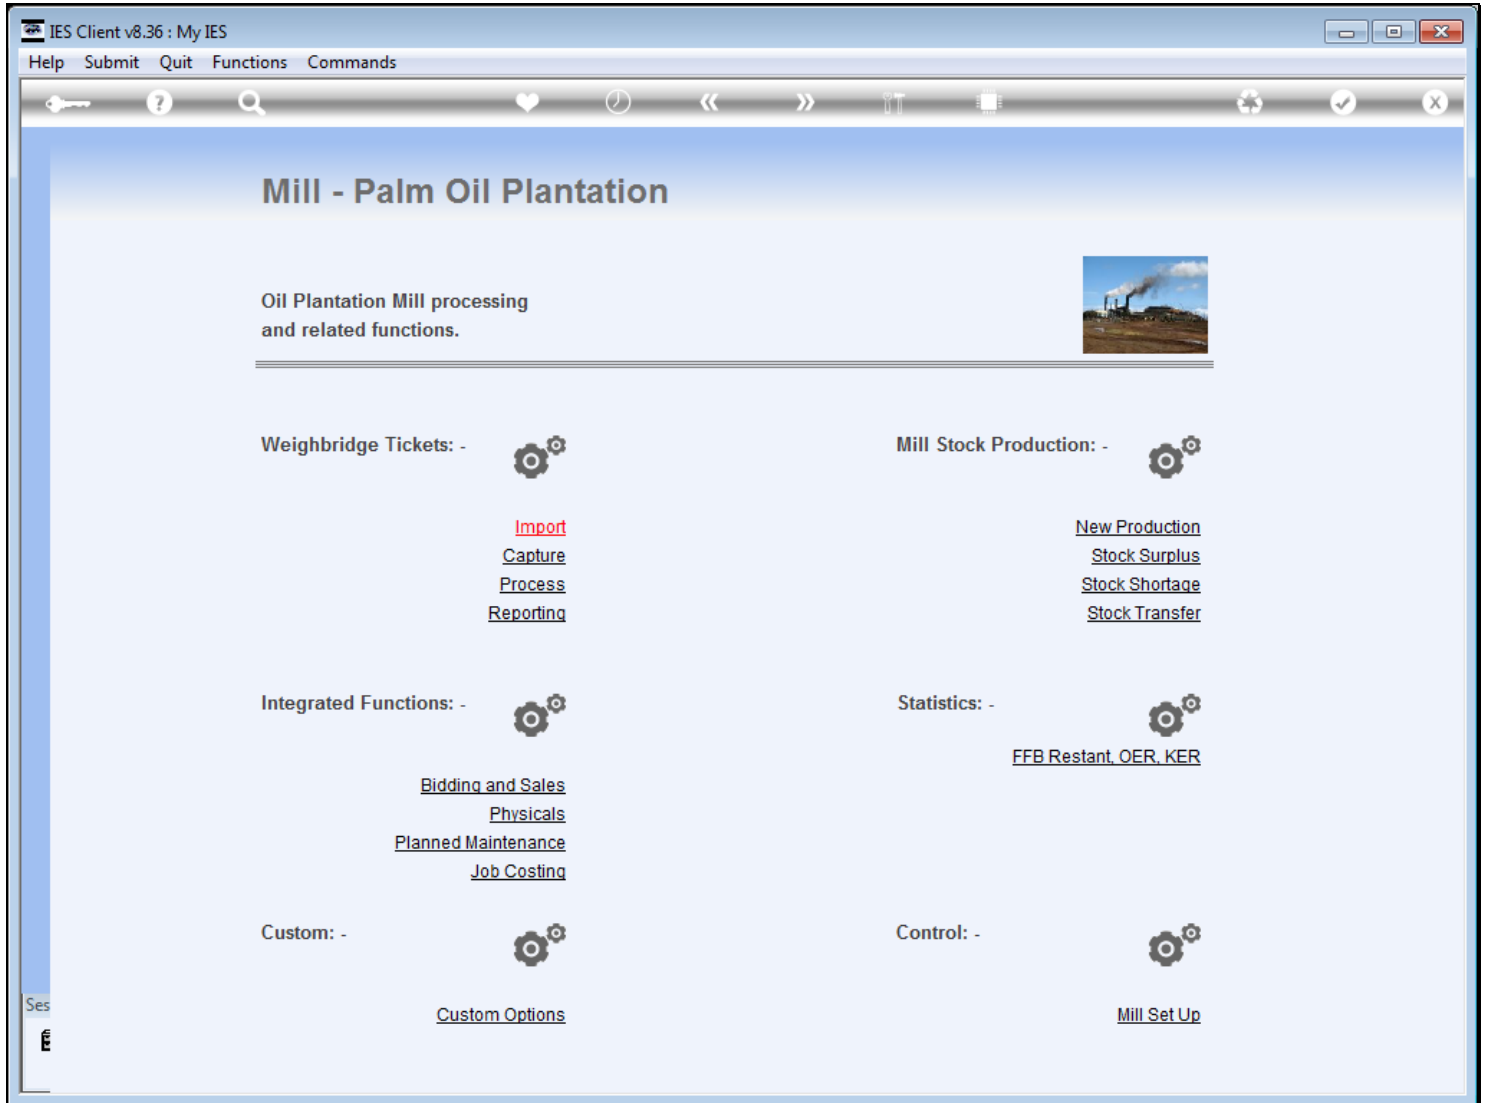 IES Client v8.36 : My IES
Help Submit Quit Functions Commands
Mill - Palm Oil Plantation
Oil Plantation Mill processing
and related functions.
Weighbridge Tickets: -
Import
Capture
Process
Reporting
Mill Stock Production: -
New Production
Stock Surplus
Stock Shortage
Stock Transfer
Integrated Functions: -
Bidding and Sales
Physicals
Planned Maintenance
Job Costing
Statistics: -
FFB Restant, OER, KER
Custom: -
Custom Options
Control: -
Mill Set Up
Ses